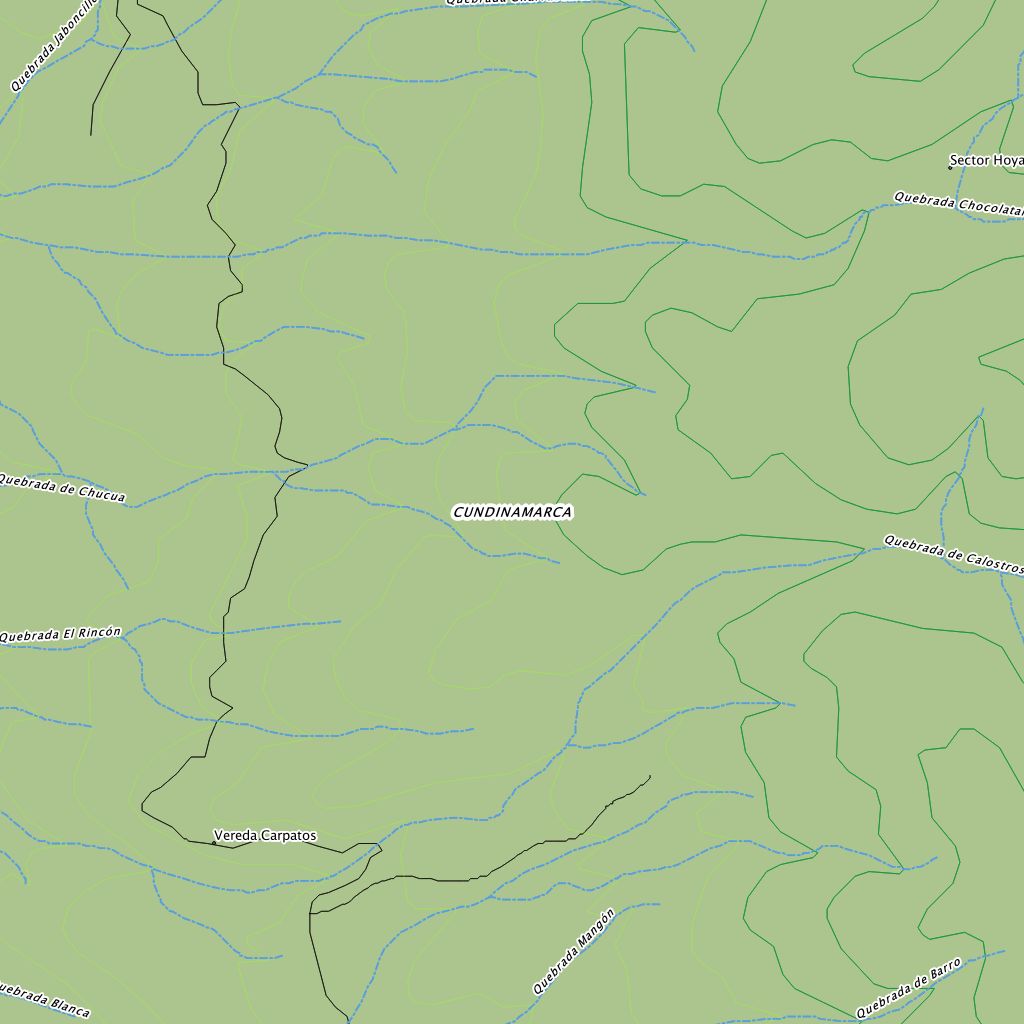 Quebrada Jaboncillo
Quebrada
Sector Hoya
Quebrada Chocolatal
Quebrada de Chucua
CUNDINAMARCA
Quebrada de Calostros
Quebrada El Rincón
Vereda Carpatos
Quebrada Mangón
Quebrada de Barro
uebrada Blanca